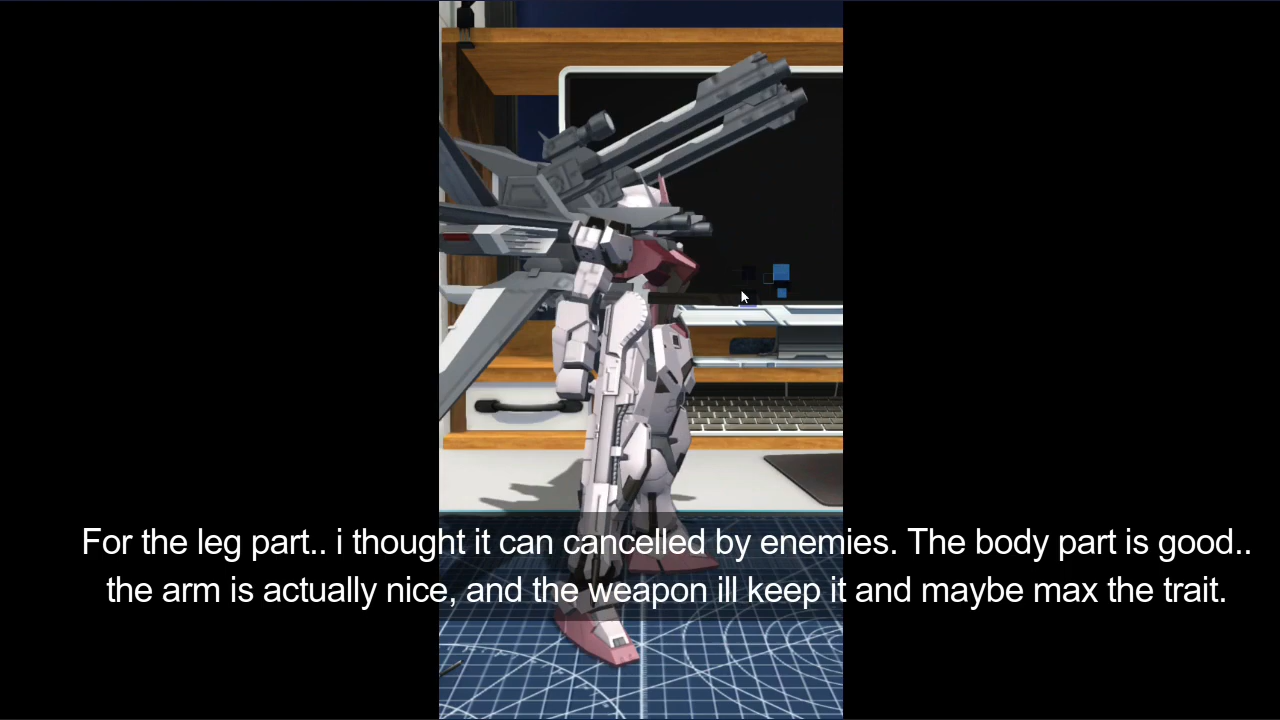 For the leg part.. i thought it can cancelled by enemies. The body part is good..
the arm is actually nice, and the weapon ill keep it and maybe max the trait.